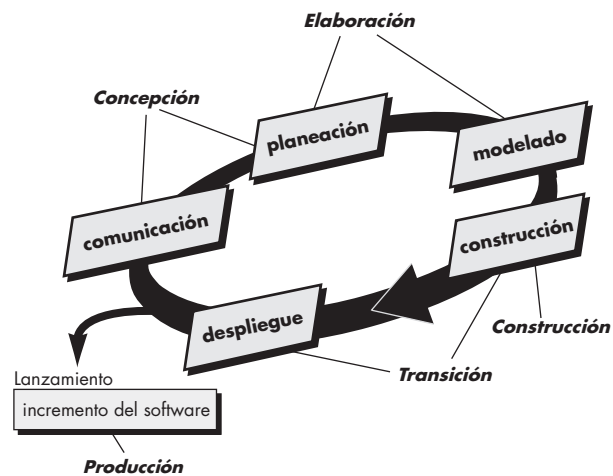 Elaboración
Concepción
planeación
modelado
comunicación
construcción
despliegue
Construcción
Transición
Lanzamiento
incremento del software
Producción